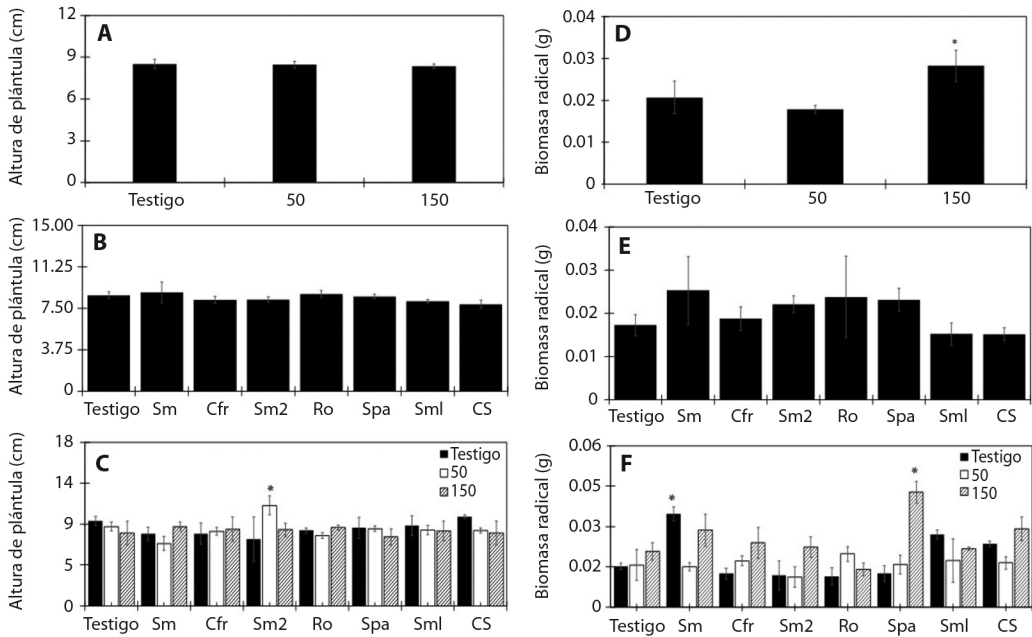 A
Altura de plántula (cm)
12
9
6
3
0
Testigo 50 150
D
Biomasa radical (g)
0.04
0.03
0.02
0.01
0
*
Testigo 50 150
B
Altura de plántula (cm)
15.00
11.25
7.50
3.75
0
Testigo Sm Cfr Sm2 Ro Spa Sml CS
E
Biomasa radical (g)
0.04
0.03
0.02
0.01
0
Testigo Sm Cfr Sm2 Ro Spa Sml CS
C
Altura de plántula (cm)
18
14
9
5
0
*
Testigo
50
150
Testigo Sm Cfr Sm2 Ro Spa Sml CS
F
Biomasa radical (g)
0.06
0.05
0.03
0.02
0
*
*
Testigo
50
150
Testigo Sm Cfr Sm2 Ro Spa Sml CS